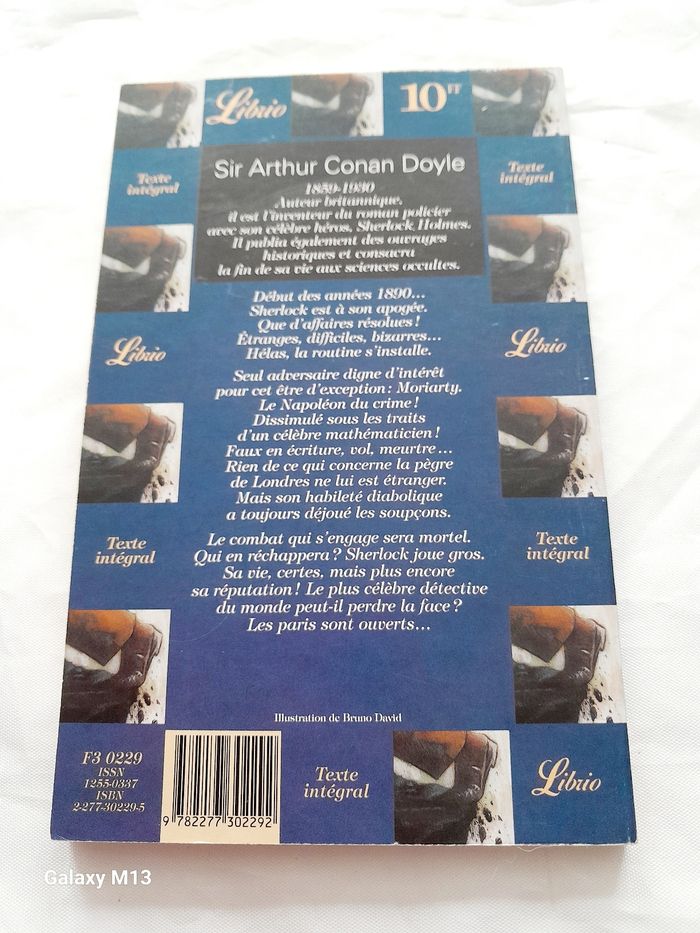 Librio
10FF
Sir Arthur Conan Doyle
Texte
intégral
Texte
intégral
1859-1930
Auteur britannique.
il est l'inventeur du roman policier
avec son célèbre héros, Sherlock Holmes.
Il publia également des ouvrages
historiques et consacra
la fin de sa vie aux sciences occultes.
Début des années 1890...
Sherlock est à son apogée.
Que d'affaires résolues !
Étranges, difficiles, bizarres...
Hélas, la routine s'installe.
Librio
Librio
Seul adversaire digne d'intérêt
pour cet être d'exception : Moriarty.
Le Napoléon du crime !
Dissimulé sous les traits
d'un célèbre mathématicien !
Faux en écriture, vol, meurtre...
Rien de ce qui concerne la pègre
de Londres ne lui est étranger.
Mais son habileté diabolique
a toujours déjoué les soupçons.
Texte
intégral
Texte
intégral
Le combat qui s'engage sera mortel.
Qui en réchappera ? Sherlock joue gros.
Sa vie, certes, mais plus encore
sa réputation ! Le plus célèbre détective
du monde peut-il perdre la face ?
Les paris sont ouverts...
Illustration de Bruno David
F3 0229
ISSN
1255-0337
ISBN
2-277-30229-5
9 782277 302292
Texte
intégral
Librio
Galaxy M13